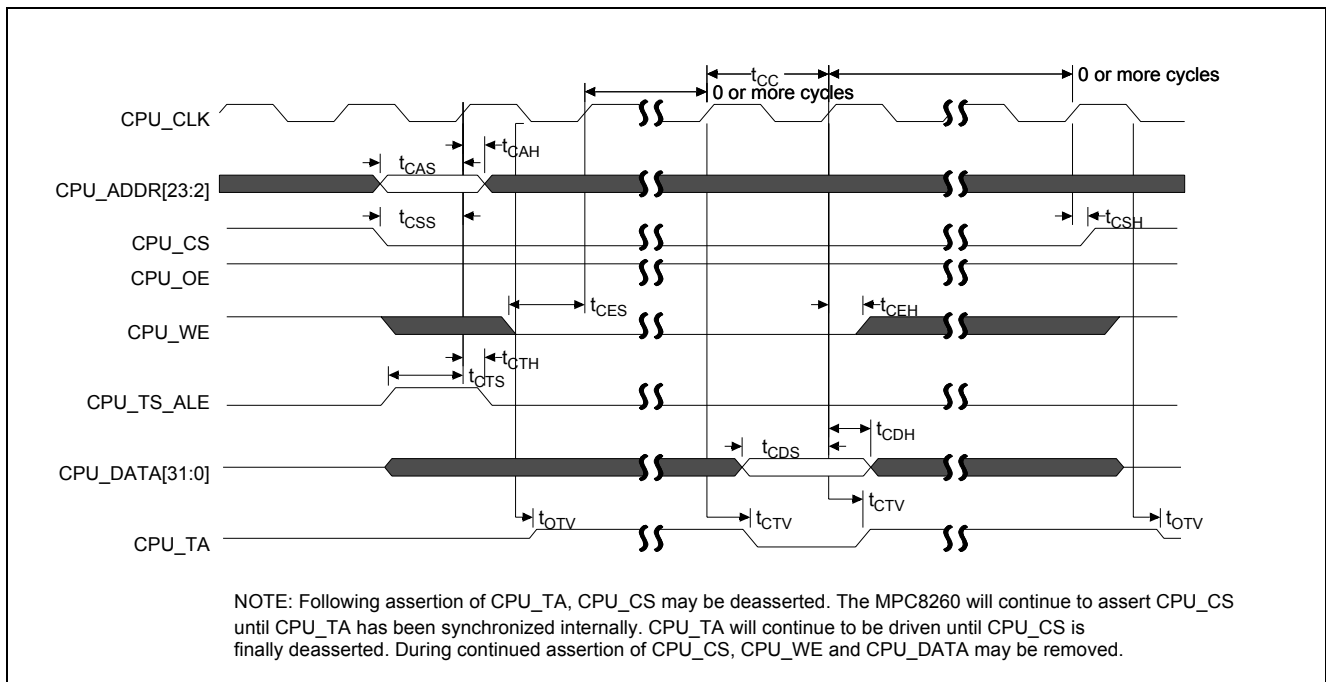 tCC
0 or more cycles
0 or more cycles
CPU_CLK
tCAH
tCAS
CPU_ADDR[23:2]
tCSS
tCSH
CPU_CS
CPU_OE
tCES
tCEH
CPU_WE
tCTH
tCTS
CPU_TS_ALE
tCDH
tCDS
CPU_DATA[31:0]
tCTV
tOTV
tCTV
tOTV
CPU_TA
NOTE: Following assertion of CPU_TA, CPU_CS may be deasserted. The MPC8260 will continue to assert CPU_CS
until CPU_TA has been synchronized internally. CPU_TA will continue to be driven until CPU_CS is
finally deasserted. During continued assertion of CPU_CS, CPU_WE and CPU_DATA may be removed.